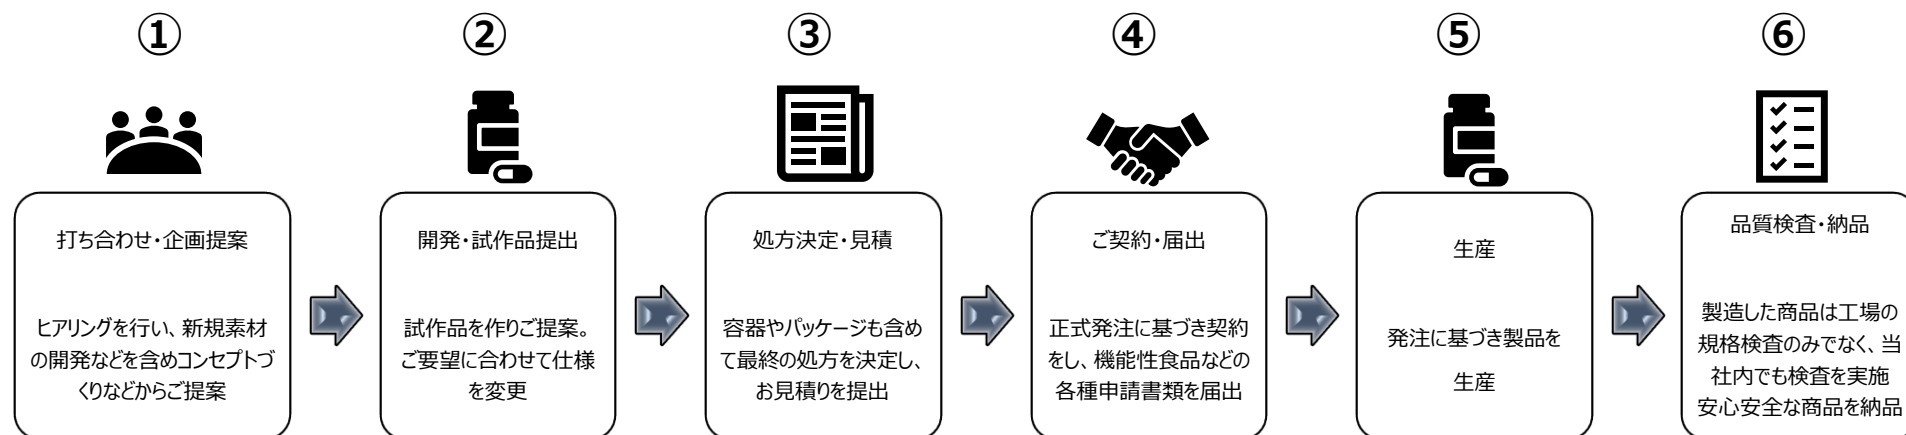 ①
②
③
④
⑤
⑥
打ち合わせ・企画提案
ヒアリングを行い、新規素材
の開発などを含めコンセプトづ
くりなどからご提案
開発・試作品提出
試作品を作りご提案。
ご要望に合わせて仕様
を変更
処方決定・見積
容器やパッケージも含め
て最終の処方を決定し、
お見積りを提出
ご契約・届出
正式発注に基づき契約
をし、機能性食品などの
各種申請書類を届出
生産
発注に基づき製品を
生産
品質検査・納品
製造した商品は工場の
規格検査のみでなく、当
社内でも検査を実施
安心安全な商品を納品